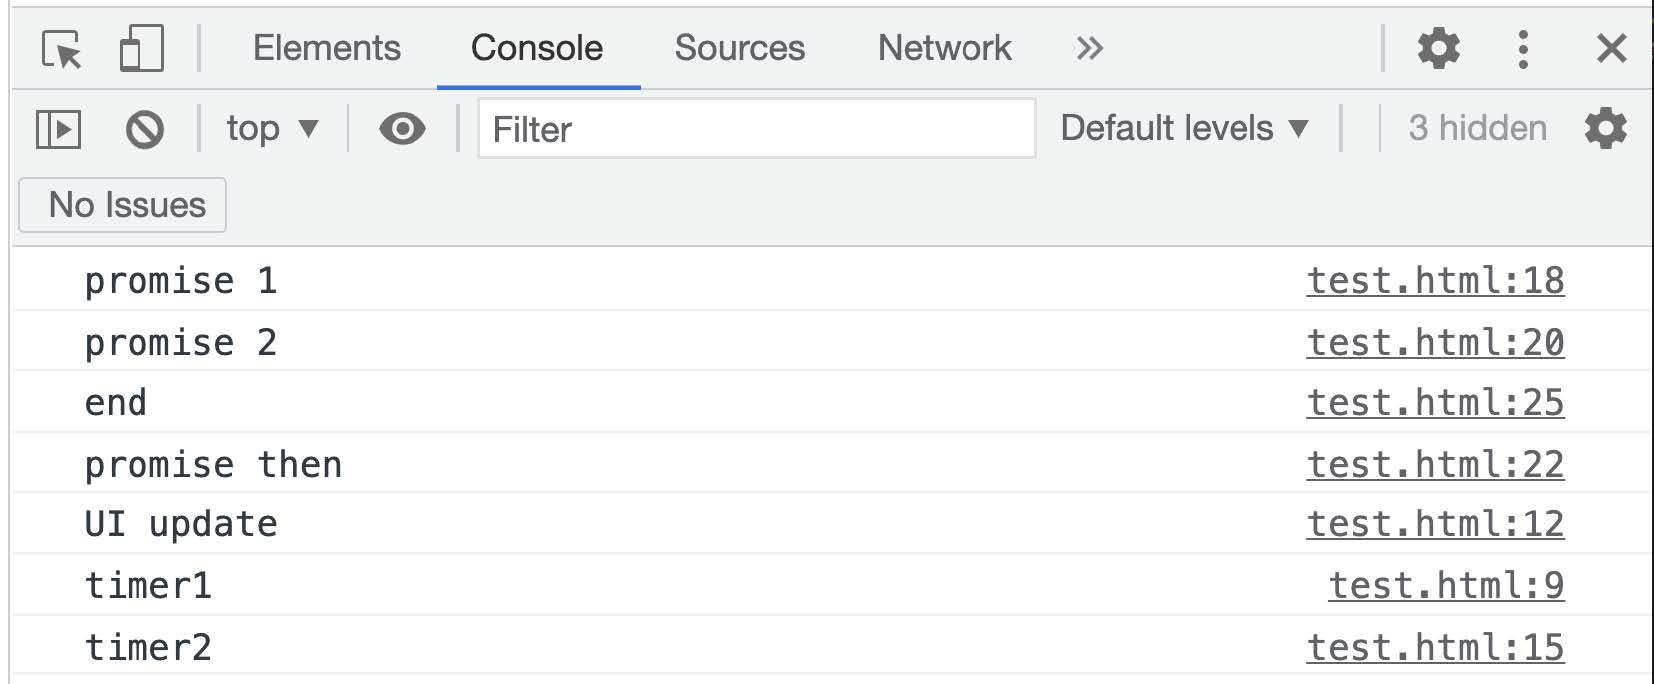 Elements Console Sources Network
top Filter Default levels 3 hidden
No Issues
promise 1 test.html:18
promise 2 test.html:20
end test.html:25
promise then test.html:22
UI update test.html:12
timer1 test.html:9
timer2 test.html:15